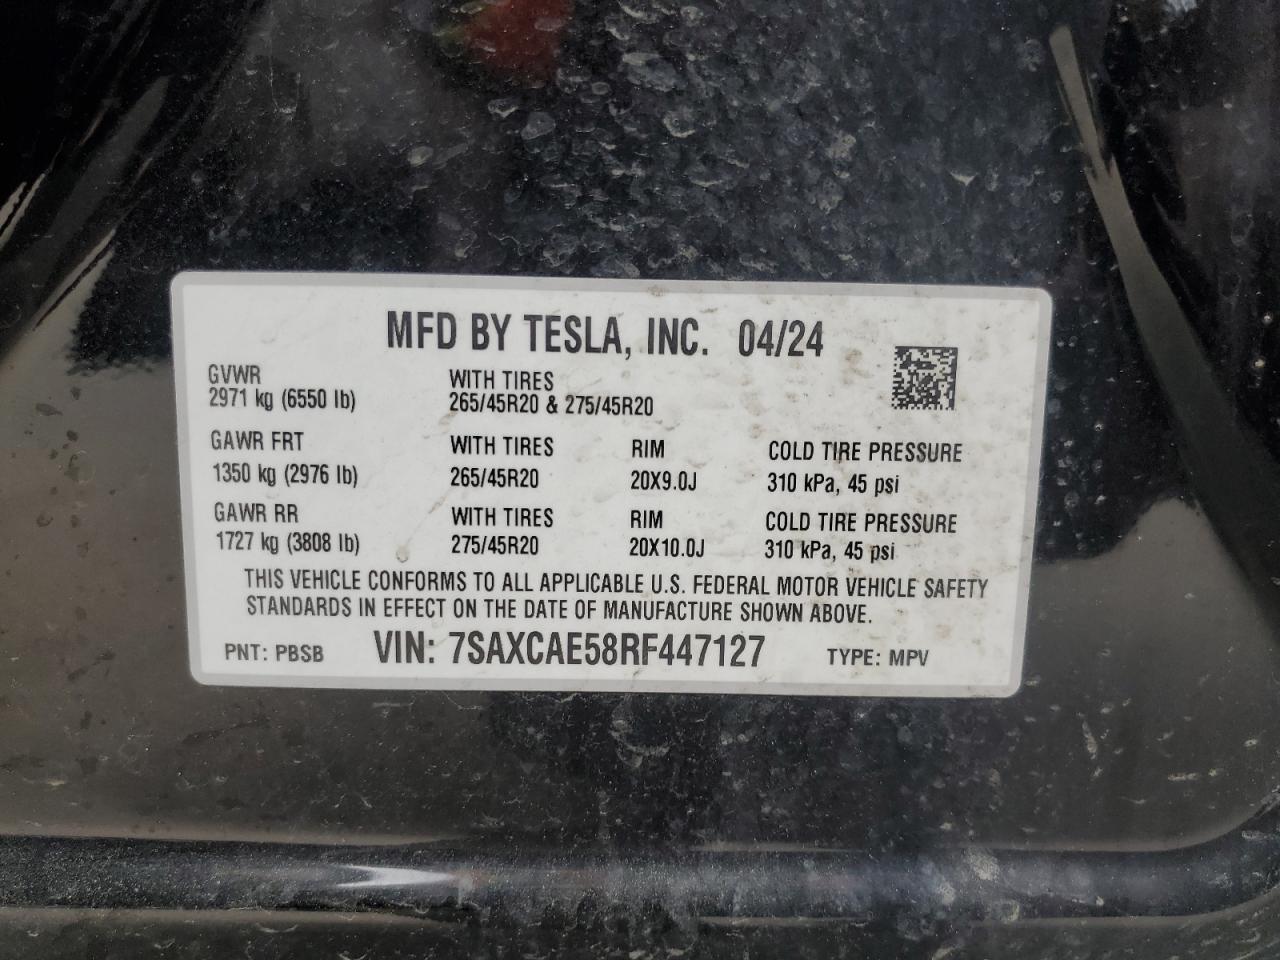 MFD BY TESLA, INC. 04/24
GVWR WITH TIRES
2971 kg (6550 lb) 265/45R20 & 275/45R20
GAWR FRT WITH TIRES RIM COLD TIRE PRESSURE
1350 kg (2976 lb) 265/45R20 20X9.0J 310 kPa, 45 psi
GAWR RR WITH TIRES RIM COLD TIRE PRESSURE
1727 kg (3808 lb) 275/45R20 20X10.0J 310 kPa, 45 psi
THIS VEHICLE CONFORMS TO ALL APPLICABLE U.S. FEDERAL MOTOR VEHICLE SAFETY
STANDARDS IN EFFECT ON THE DATE OF MANUFACTURE SHOWN ABOVE.
PNT: PBSB VIN: 7SAXCAE58RF447127 TYPE: MPV